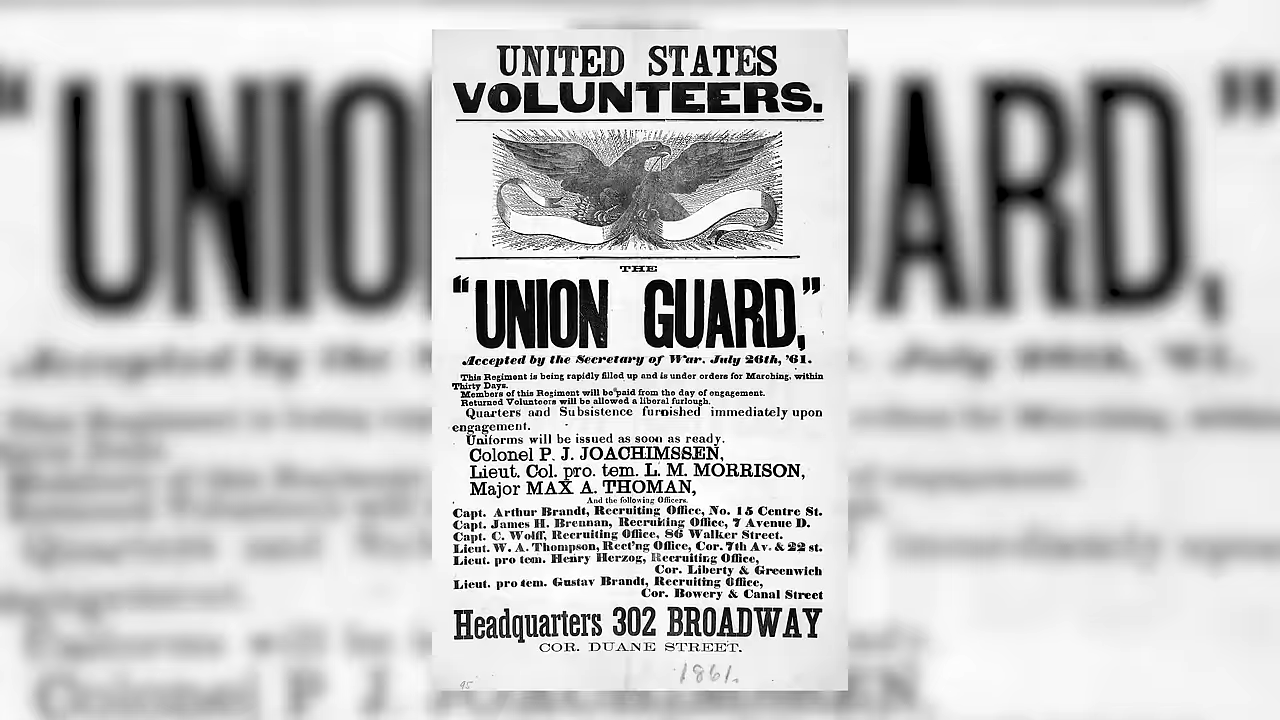 UNITED STATES
VOLUNTEERS.
THE
"UNION GUARD,"
Accepted by the Secretary of War. July 26th, '61.
This Regiment is being rapidly filled up and is under orders for Marching, within
Thirty Days.
Members of this Regiment will be paid from the day of engagement.
Returned Volunteers will be allowed a liberal furlough.
Quarters and Subsistence furnished immediately upon
engagement.
Uniforms will be issued as soon as ready.
Colonel P. J. JOACHIMSSEN,
Lieut. Col. pro. tem. L. M. MORRISON,
Major MAX A. THOMAN,
And the following Officers.
Capt. Arthur Brandt, Recruiting Office, No. 15 Centre St.
Capt. James H. Brennan, Recruiting Office, 7 Avenue D.
Capt. C. Wolff, Recruiting Office, 86 Walker Street.
Lieut. W. A. Thompson, Rect'ng Office, Cor. 7th Av. & 22 st.
Lieut. pro tem. Henry Herzog, Recruiting Office,
Cor. Liberty & Greenwich
Lieut. pro tem. Gustav Brandt, Recruiting Office,
Cor. Bowery & Canal Street
Headquarters 302 BROADWAY
COR. DUANE STREET.
1861.
95